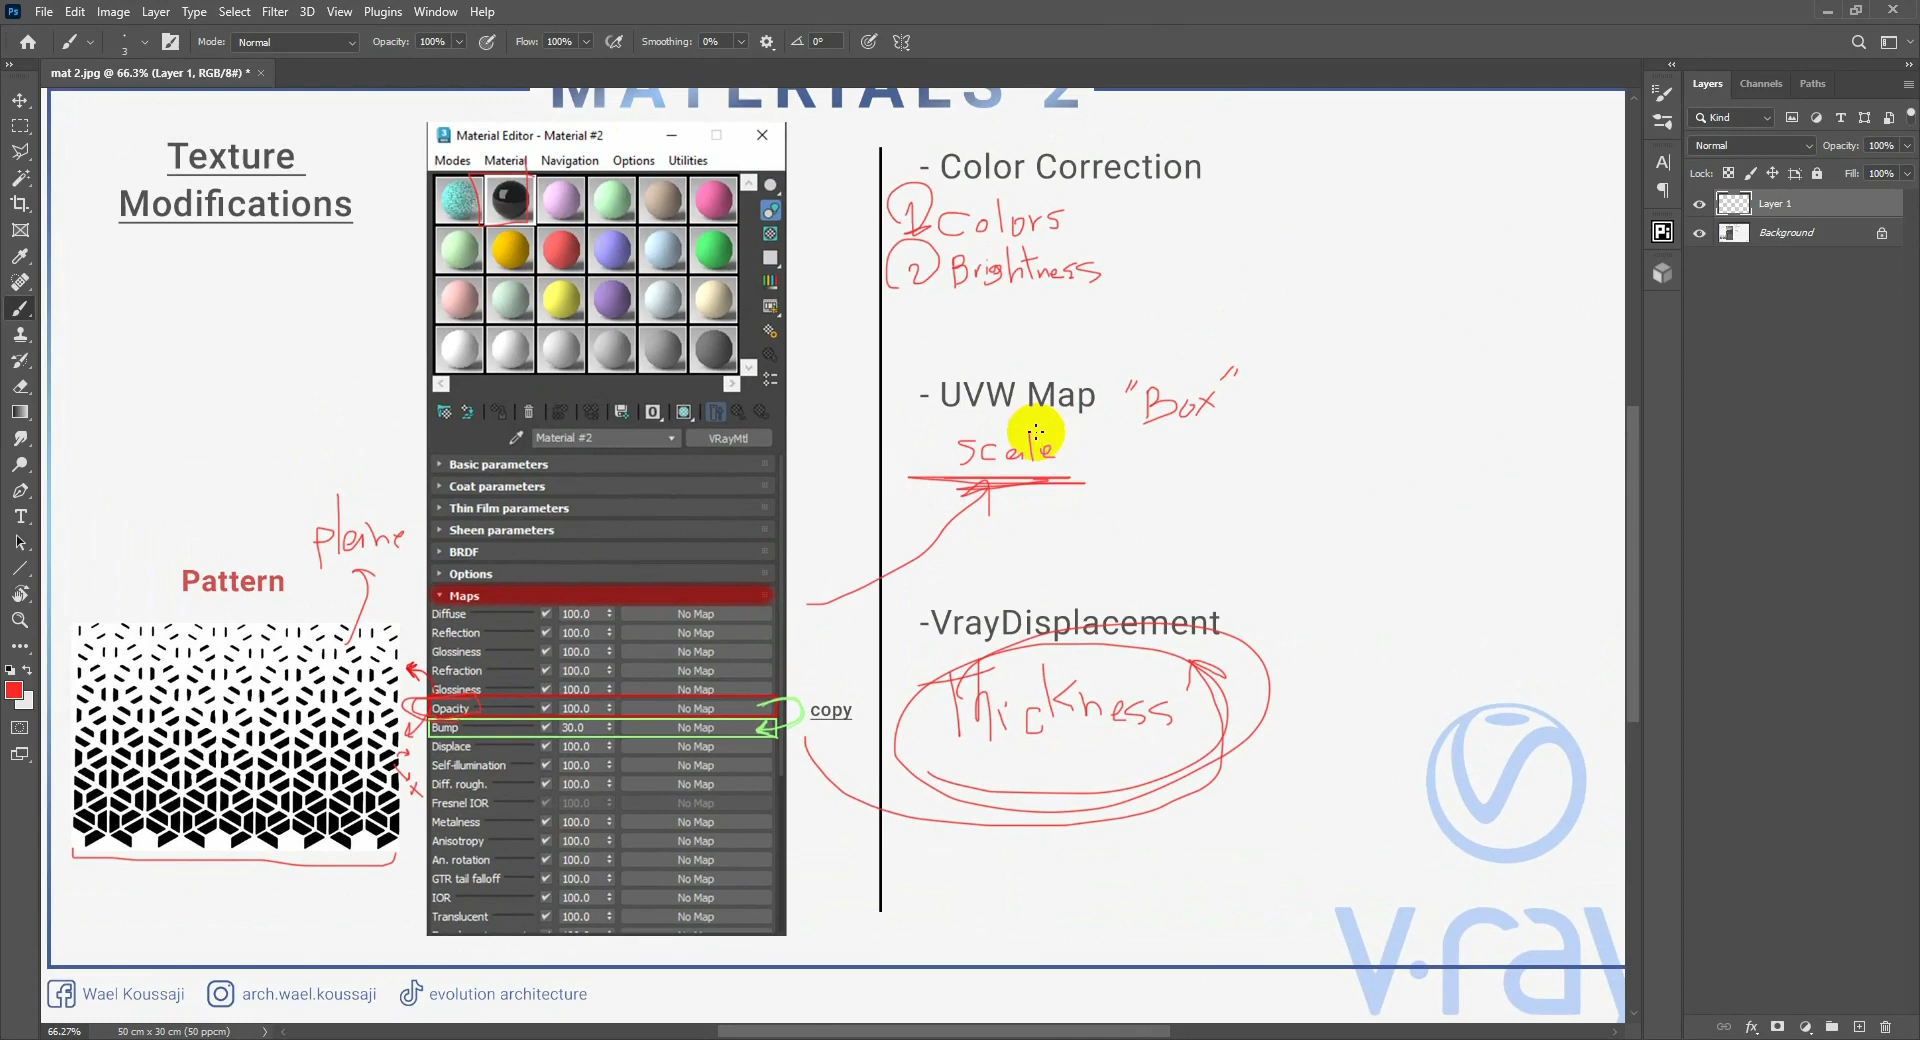 Ps File Edit Image Layer Type Select Filter 3D View Plugins Window Help
3 Mode: Normal Opacity: 100% Flow: 100% Smoothing: 0% 0°
mat 2.jpg @ 66.3% (Layer 1, RGB/8#) * ×
MATERIALS 2
Texture
Modifications
Pattern
plane
Material Editor - Material #2
Modes Material Navigation Options Utilities
Material #2 VRayMtl
Basic parameters
Coat parameters
Thin Film parameters
Sheen parameters
BRDF
Options
Maps
Diffuse 100.0 No Map
Reflection 100.0 No Map
Glossiness 100.0 No Map
Refraction 100.0 No Map
Glossiness 100.0 No Map
Opacity 100.0 No Map
Bump 30.0 No Map
Displace 100.0 No Map
Self-illumination 100.0 No Map
Diff. rough. 100.0 No Map
Fresnel IOR 100.0 No Map
Metalness 100.0 No Map
Anisotropy 100.0 No Map
An. rotation 100.0 No Map
GTR tail falloff 100.0 No Map
IOR 100.0 No Map
Translucent 100.0 No Map
copy
- Color Correction
1 Colors
2 Brightness
- UVW Map "Box"
scale
-VrayDisplacement
Thickness
v·ray
Wael Koussaji arch.wael.koussaji evolution architecture
66.27% 50 cm x 30 cm (50 ppcm)
Layers Channels Paths
Kind
Normal Opacity: 100%
Lock: Fill: 100%
Layer 1
Background